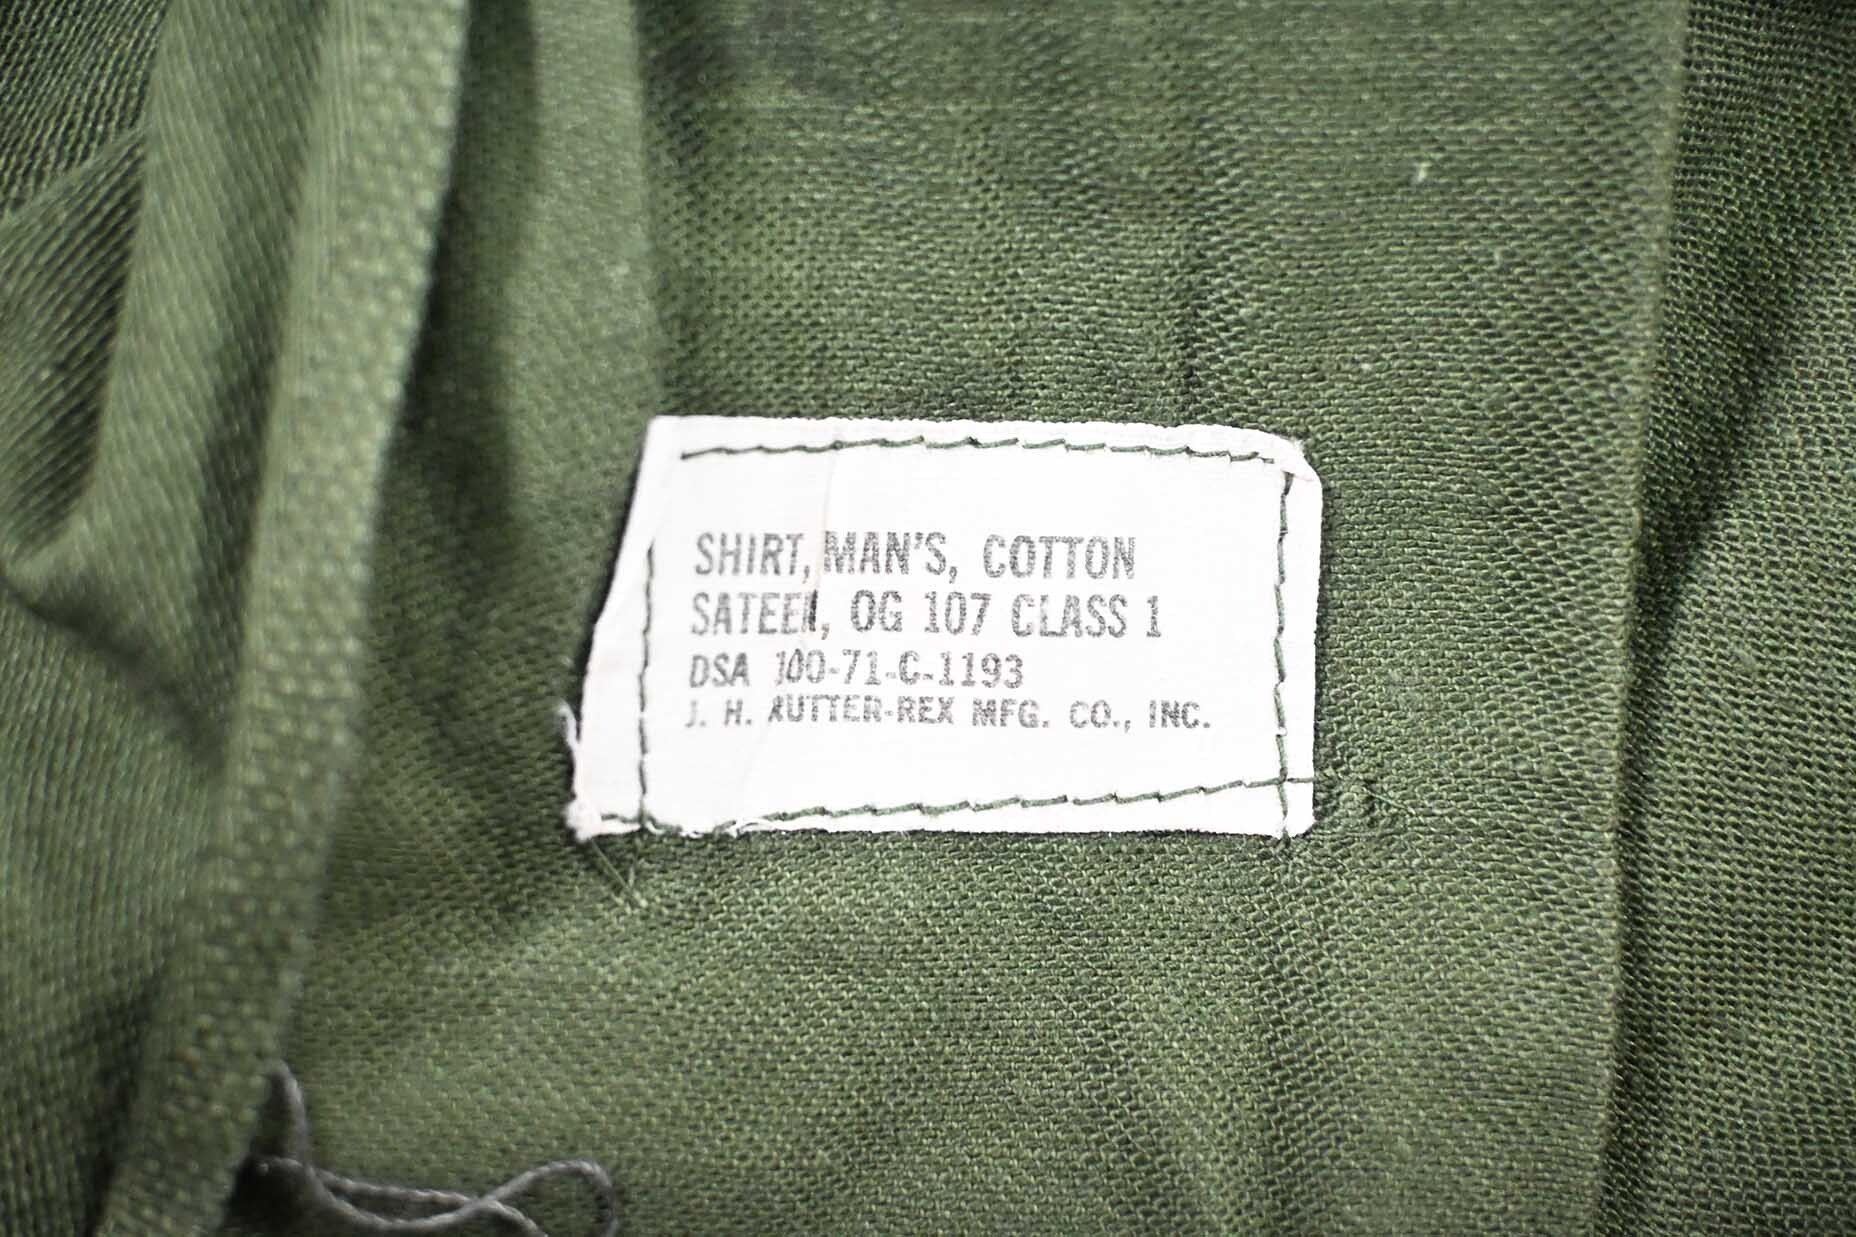 SHIRT, MAN'S, COTTON
SATEEN, OG 107 CLASS 1
DSA 100-71-C-1193
J. H. RUTTER-REX MFG. CO., INC.